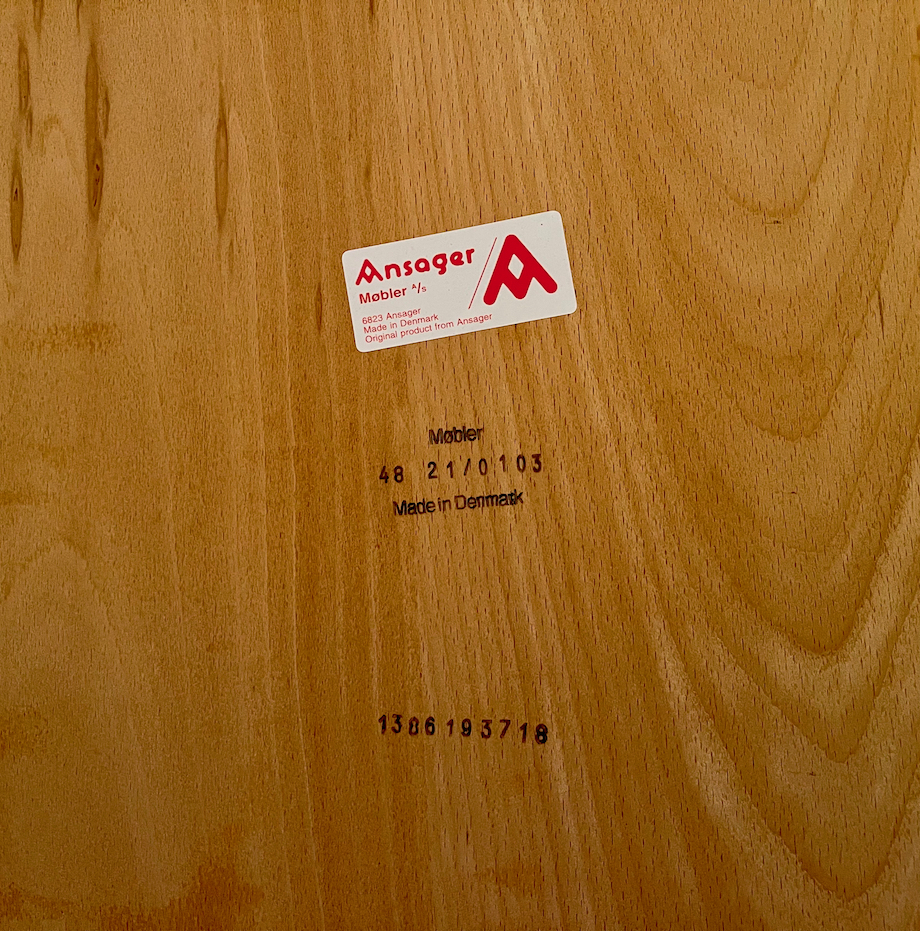 Ansager
Møbler A/s
6823 Ansager
Made in Denmark
Original product from Ansager
Møbler
48 21/0103
Made in Denmark
1386193718